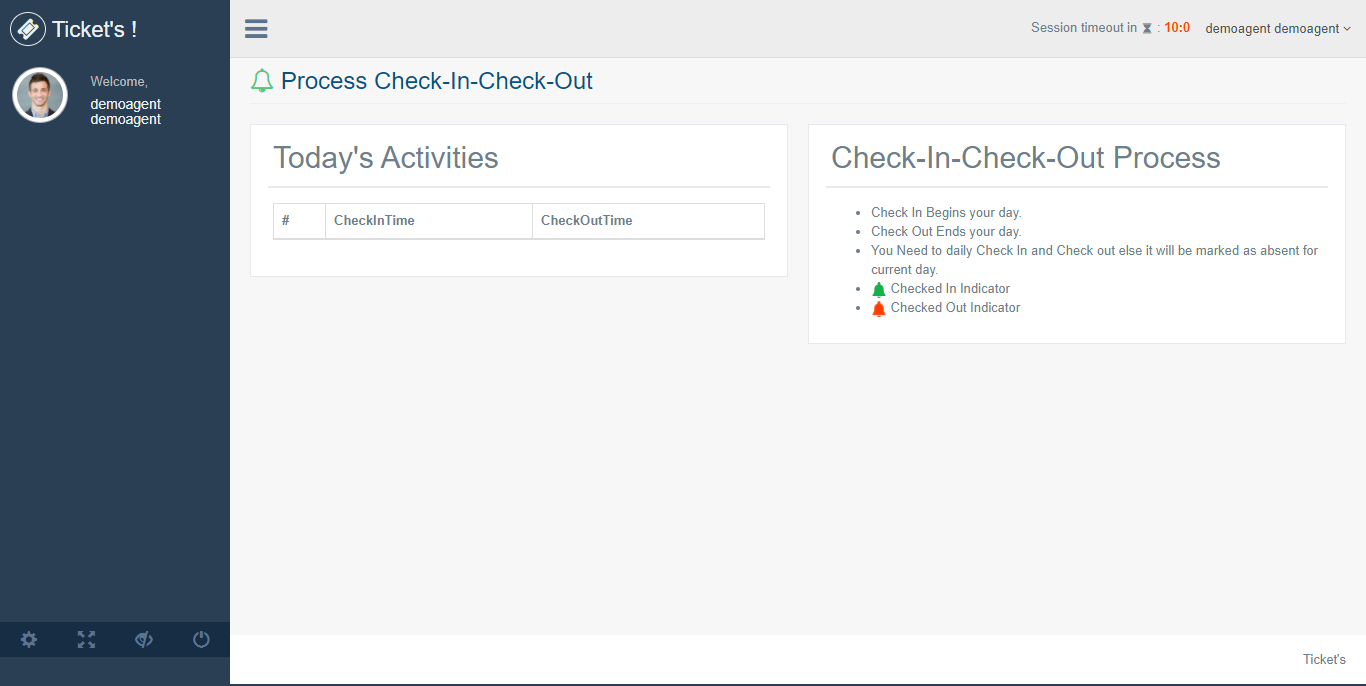 Ticket's !
Welcome,
demoagent
demoagent
Session timeout in : 10:0
demoagent demoagent
Process Check-In-Check-Out
Today's Activities
# CheckInTime CheckOutTime
Check-In-Check-Out Process
Check In Begins your day.
Check Out Ends your day.
You Need to daily Check In and Check out else it will be marked as absent for
current day.
Checked In Indicator
Checked Out Indicator
Ticket's